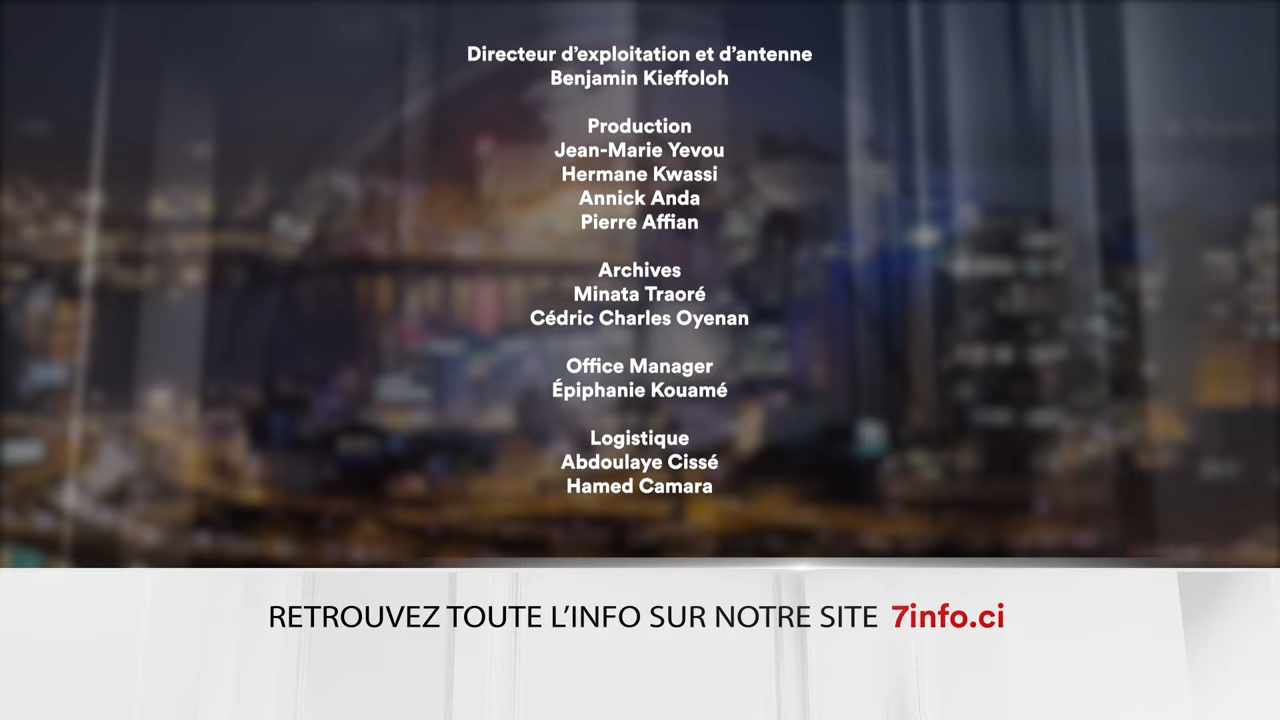 Directeur d’exploitation et d’antenne
Benjamin Kieffoloh
Production
Jean-Marie Yevou
Hermane Kwassi
Annick Anda
Pierre Affian
Archives
Minata Traoré
Cédric Charles Oyenan
Office Manager
Épiphanie Kouamé
Logistique
Abdoulaye Cissé
Hamed Camara
RETROUVEZ TOUTE L’INFO SUR NOTRE SITE 7info.ci